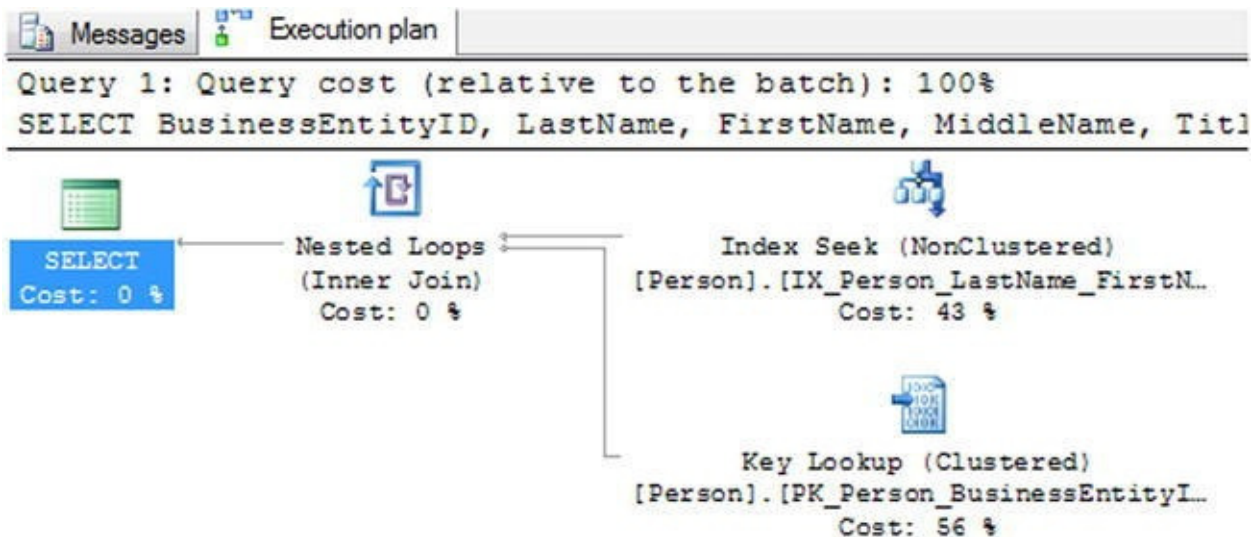 Messages
Execution plan
Query 1: Query cost (relative to the batch): 100%
SELECT BusinessEntityID, LastName, FirstName, MiddleName, Titl
SELECT
Cost: 0 %
Nested Loops
(Inner Join)
Cost: 0 %
Index Seek (NonClustered)
[Person].[IX_Person_LastName_FirstN…
Cost: 43 %
Key Lookup (Clustered)
[Person].[PK_Person_BusinessEntityI…
Cost: 56 %